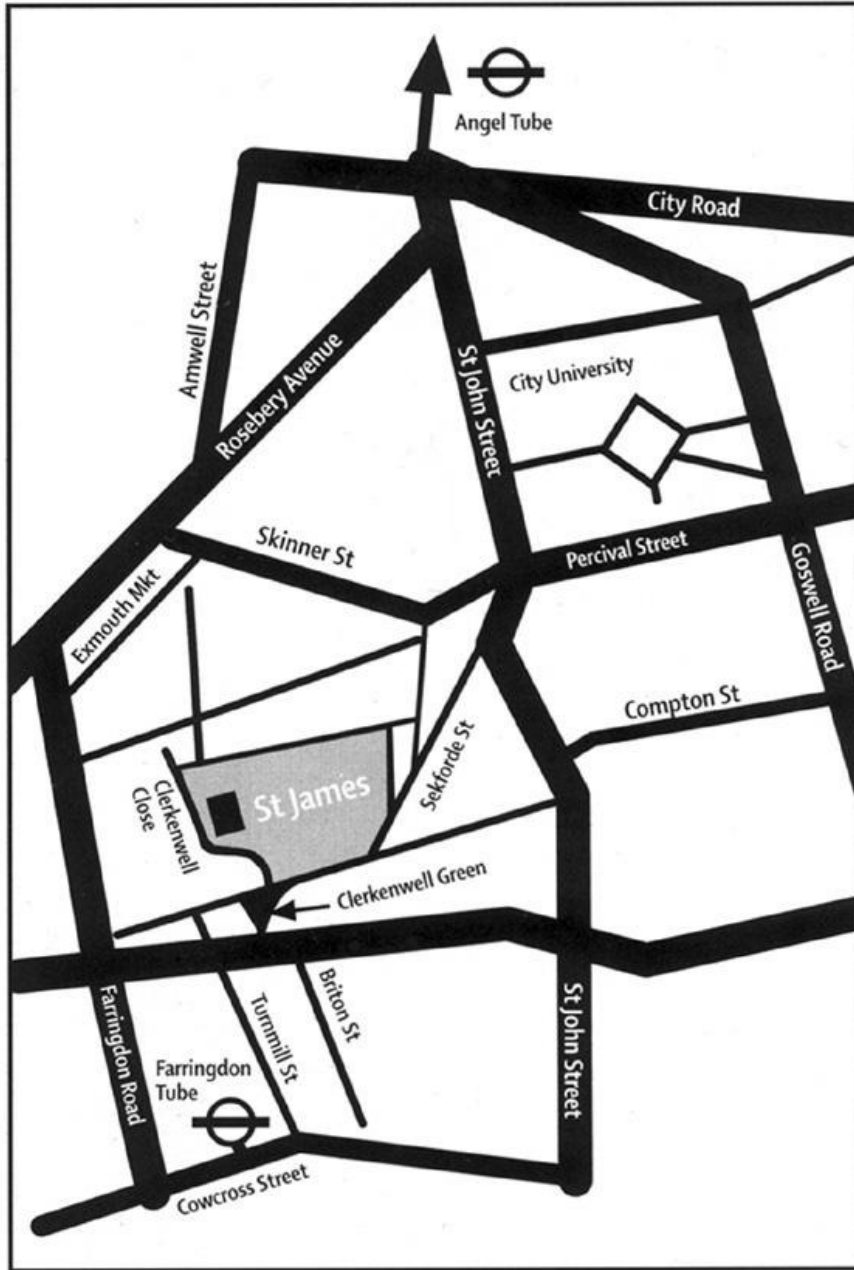 Angel Tube
City Road
Amwell Street
Rosebery Avenue
St John Street
City University
Skinner St
Percival Street
Exmouth Mkt
Goswell Road
Compton St
Sekforde St
St James
Clerkenwell
Close
Clerkenwell Green
Farringdon Road
Turnmill St
Briton St
St John Street
Farringdon
Tube
Cowcross Street